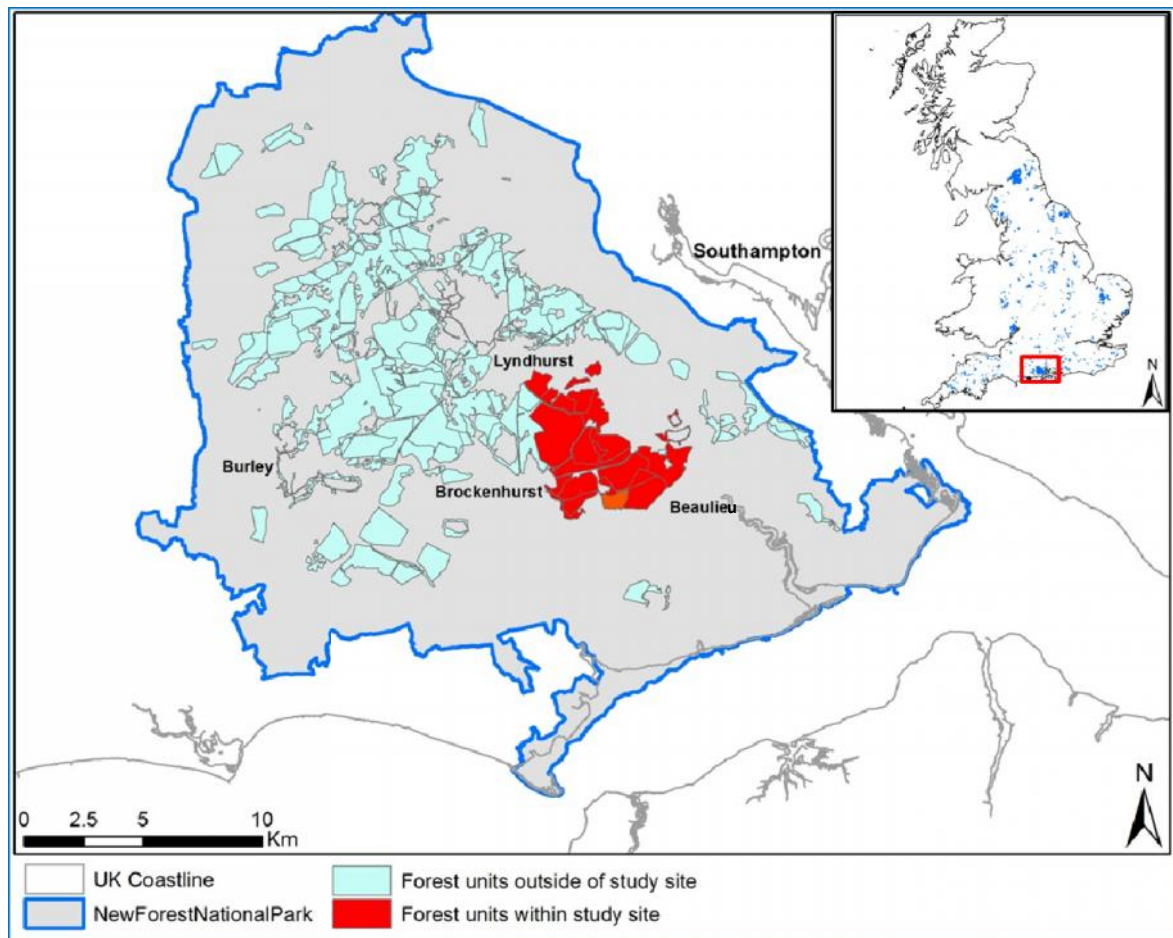 N
Southampton
Lyndhurst
Burley
Brockenhurst
Beaulieu
N
0 2.5 5 10
Km
UK Coastline
Forest units outside of study site
NewForestNationalPark
Forest units within study site